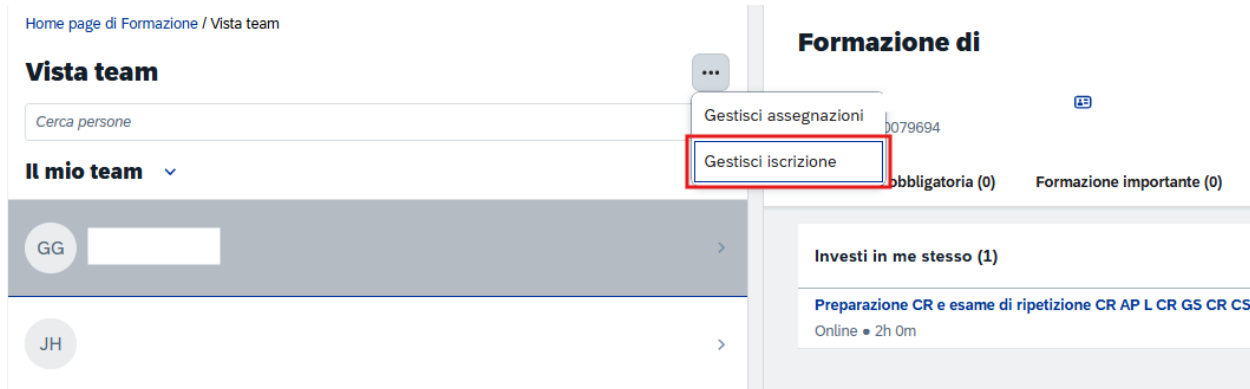 Home page di Formazione / Vista team
Vista team
Cerca persone
Il mio team
GG
JH
Gestisci assegnazioni
Gestisci iscrizione
Formazione di
0079694
obbligatoria (0)
Formazione importante (0)
Investi in me stesso (1)
Preparazione CR e esame di ripetizione CR AP L CR GS CR CS
Online • 2h 0m